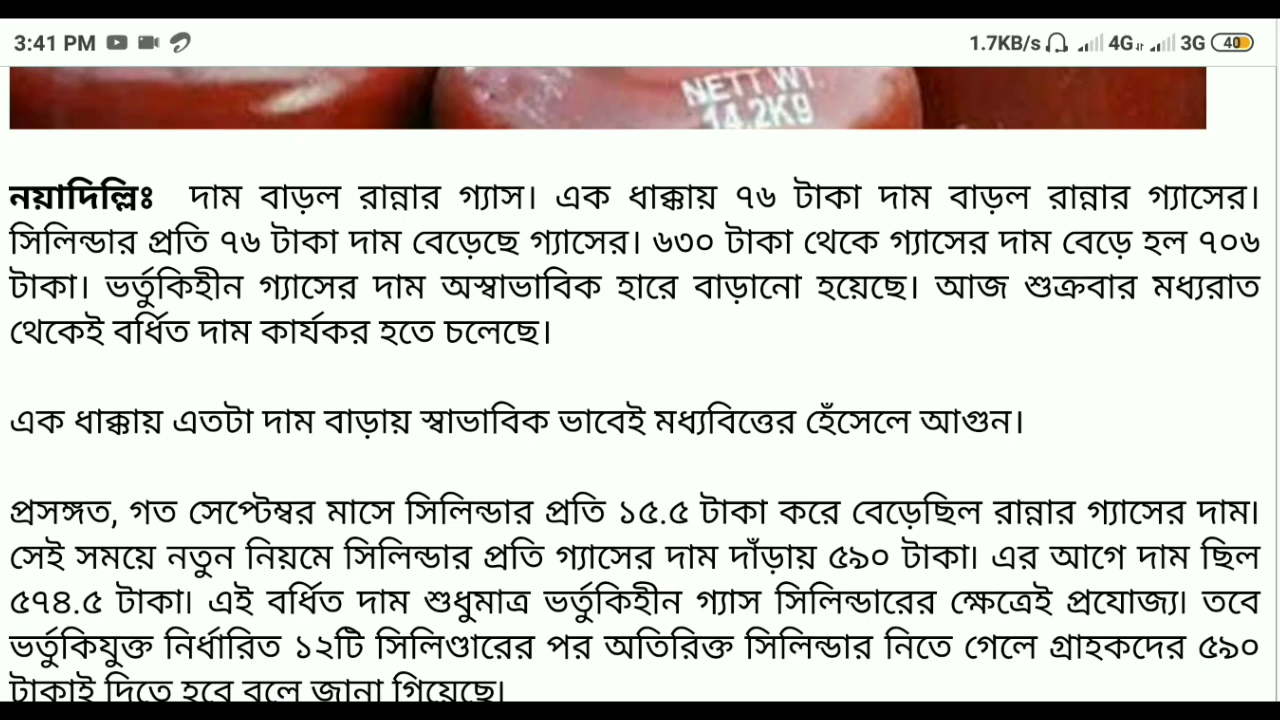 3:41 PM 1.7KB/s 4G 3G 40
NETT WT.
14.2KG
নয়াদিল্লিঃ দাম বাড়ল রান্নার গ্যাস। এক ধাক্কায় ৭৬ টাকা দাম বাড়ল রান্নার গ্যাসের।
সিলিন্ডার প্রতি ৭৬ টাকা দাম বেড়েছে গ্যাসের। ৬৩০ টাকা থেকে গ্যাসের দাম বেড়ে হল ৭০৬
টাকা। ভর্তুকিহীন গ্যাসের দাম অস্বাভাবিক হারে বাড়ানো হয়েছে। আজ শুক্রবার মধ্যরাত
থেকেই বর্ধিত দাম কার্যকর হতে চলেছে।
এক ধাক্কায় এতটা দাম বাড়ায় স্বাভাবিক ভাবেই মধ্যবিত্তের হেঁসেলে আগুন।
প্রসঙ্গত, গত সেপ্টেম্বর মাসে সিলিন্ডার প্রতি ১৫.৫ টাকা করে বেড়েছিল রান্নার গ্যাসের দাম।
সেই সময়ে নতুন নিয়মে সিলিন্ডার প্রতি গ্যাসের দাম দাঁড়ায় ৫৯০ টাকা। এর আগে দাম ছিল
৫৭৪.৫ টাকা। এই বর্ধিত দাম শুধুমাত্র ভর্তুকিহীন গ্যাস সিলিন্ডারের ক্ষেত্রেই প্রযোজ্য। তবে
ভর্তুকিযুক্ত নির্ধারিত ১২টি সিলিণ্ডারের পর অতিরিক্ত সিলিন্ডার নিতে গেলে গ্রাহকদের ৫৯০
টাকাই দিতে হবে বলে জানা গিয়েছে।